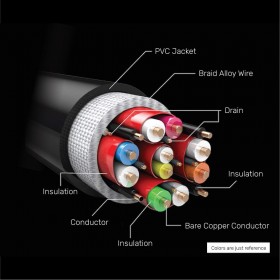 PVC Jacket
Braid Alloy Wire
Drain
Insulation
Insulation
Conductor
Bare Copper Conductor
Insulation
Colors are just reference